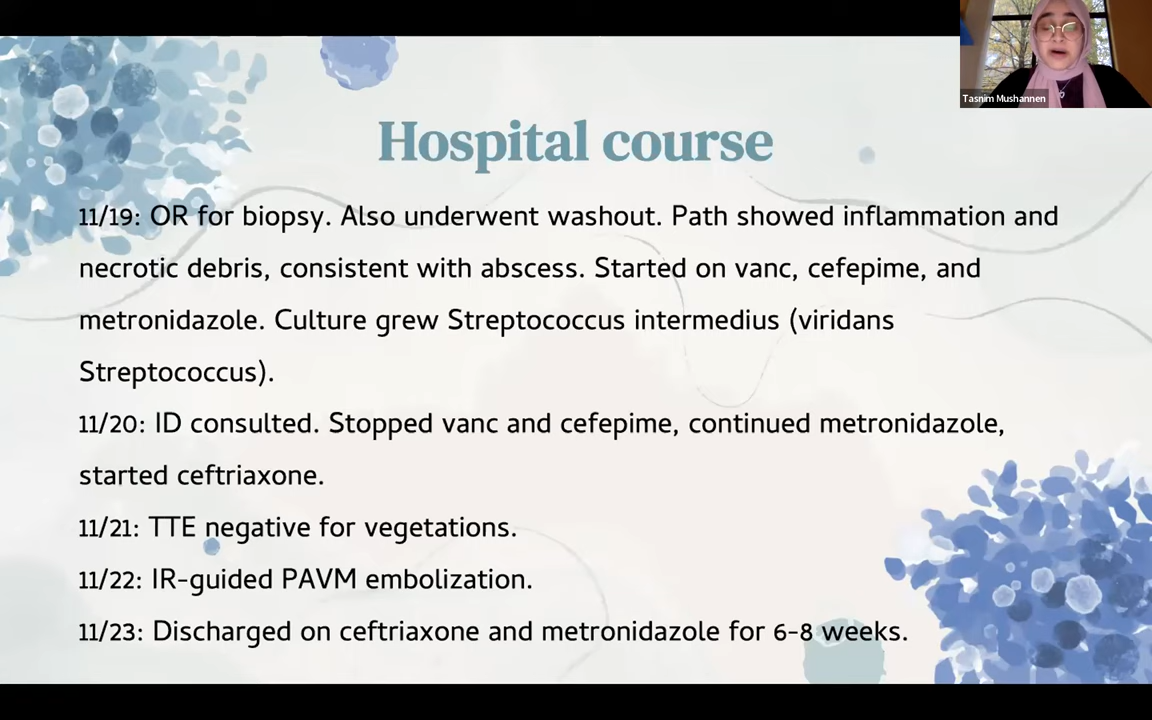 Tasnim Mushannen
Hospital course
11/19: OR for biopsy. Also underwent washout. Path showed inflammation and
necrotic debris, consistent with abscess. Started on vanc, cefepime, and
metronidazole. Culture grew Streptococcus intermedius (viridans
Streptococcus).
11/20: ID consulted. Stopped vanc and cefepime, continued metronidazole,
started ceftriaxone.
11/21: TTE negative for vegetations.
11/22: IR-guided PAVM embolization.
11/23: Discharged on ceftriaxone and metronidazole for 6-8 weeks.